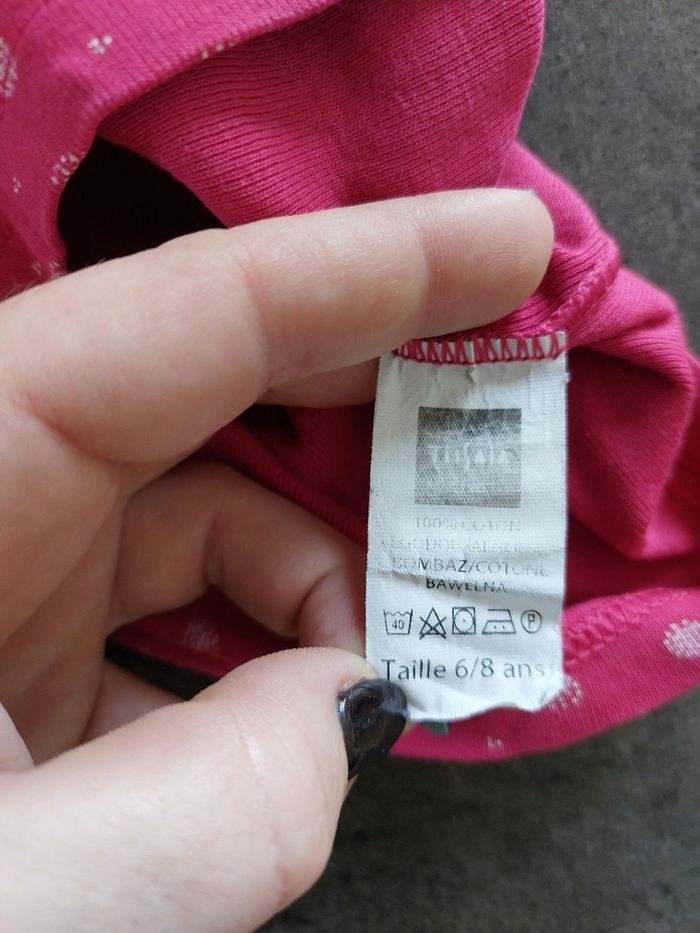 100% COTON
BOMBAZ/COTONE
BAWEŁNA
40 P
Taille 6/8 ans